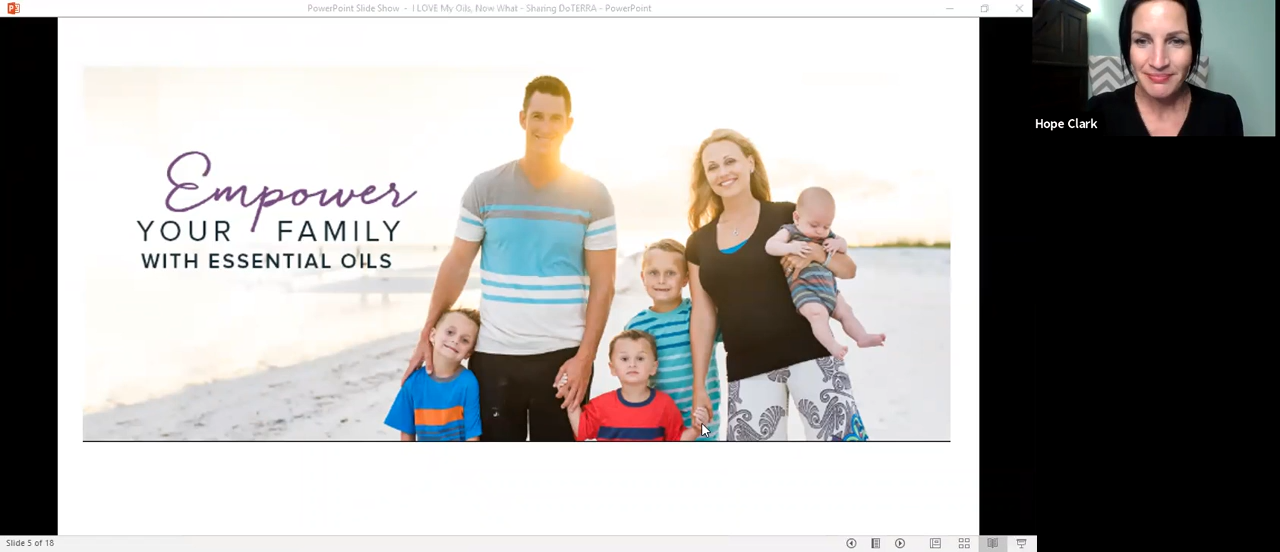 PowerPoint Slide Show - I LOVE My Oils, Now What - Sharing DoTERRA - PowerPoint
Hope Clark
Empower
YOUR FAMILY
WITH ESSENTIAL OILS
Slide 5 of 18